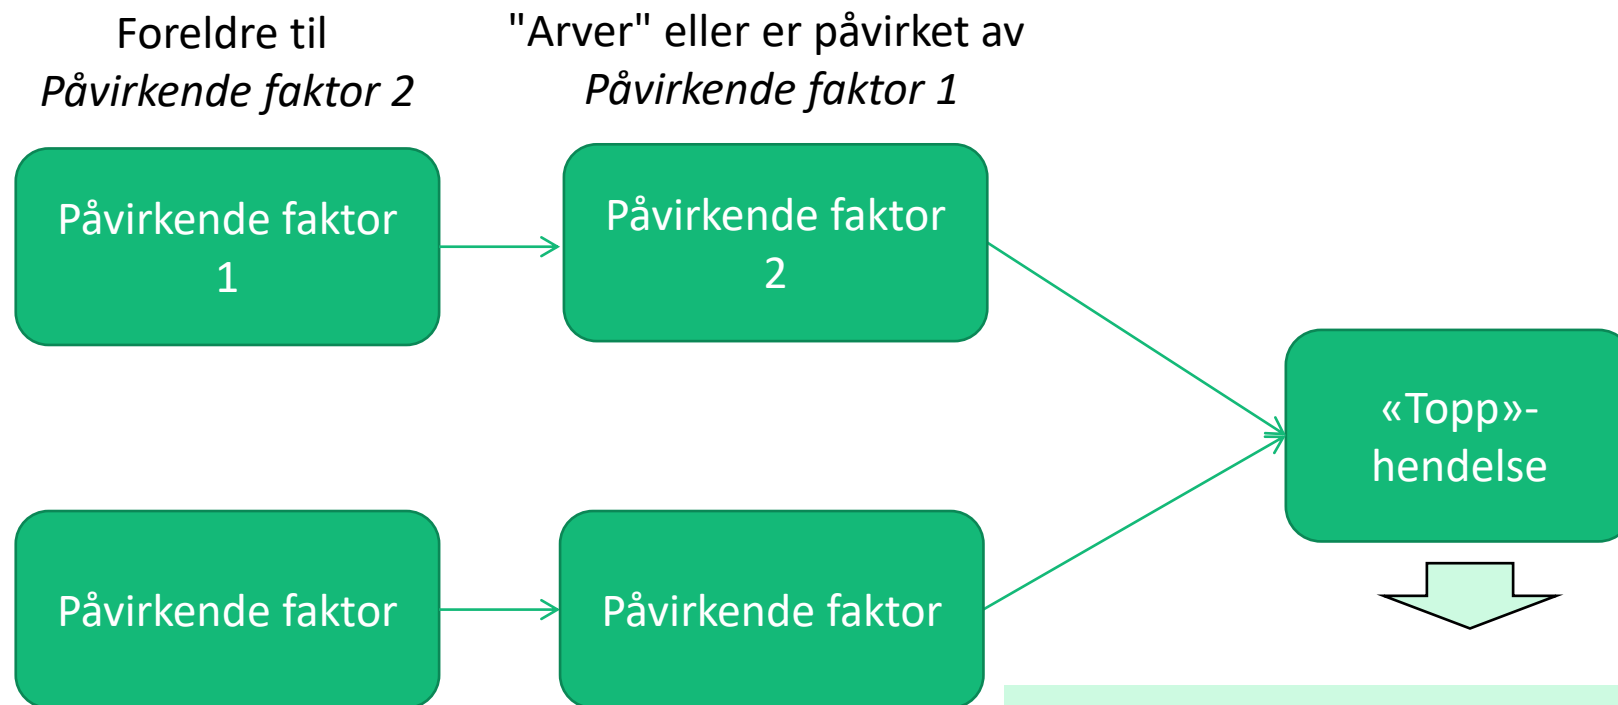 Foreldre til
Påvirkende faktor 2
"Arver" eller er påvirket av
Påvirkende faktor 1
Påvirkende faktor
1
Påvirkende faktor
2
«Topp»-
hendelse
Påvirkende faktor
Påvirkende faktor